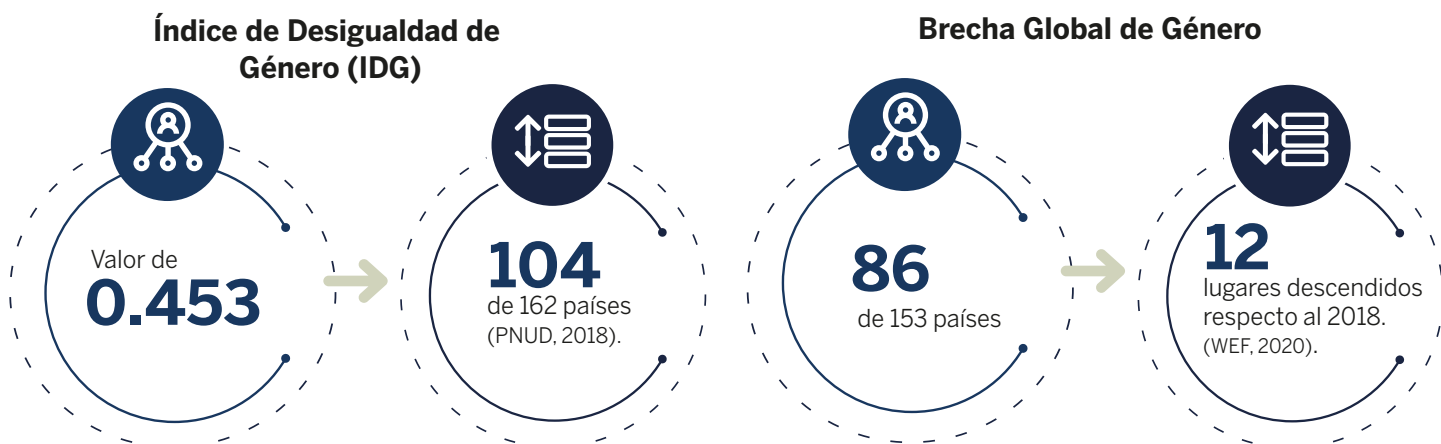 Índice de Desigualdad de
Género (IDG)
Valor de
0.453
104
de 162 países
(PNUD, 2018).
Brecha Global de Género
86
de 153 países
12
lugares descendidos
respecto al 2018.
(WEF, 2020).